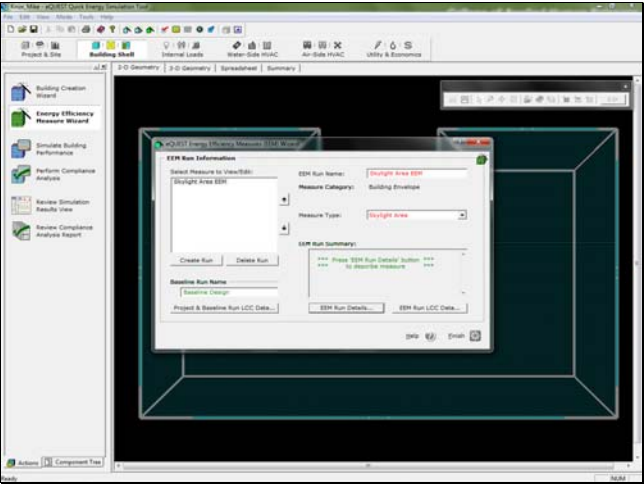 Knox_Mike - eQUEST Quick Energy Simulation Tool
File Edit View Mode Tools Help
Project & Site
Building Shell
Internal Loads
Water-Side HVAC
Air-Side HVAC
Utility & Economics
2-D Geometry | 3-D Geometry | Spreadsheet | Summary |
Building Creation
Wizard
Energy Efficiency
Measure Wizard
Simulate Building
Performance
Perform Compliance
Analysis
Review Simulation
Results View
Review Compliance
Analysis Report
eQUEST Energy Efficiency Measures (EEM) Wizard
EEM Run Information
Select Measure to View/Edit:
Skylight Area EEM
Create Run
Delete Run
Baseline Run Name
Baseline Design
Project & Baseline Run LCC Data...
EEM Run Name:
Skylight Area EEM
Measure Category:
Building Envelope
Measure Type:
Skylight Area
EEM Run Summary:
*** Press 'EEM Run Details' button ***
*** to describe measure ***
EEM Run Details...
EEM Run LCC Data...
Help
Finish
Actions
Component Tree
Ready
NUM